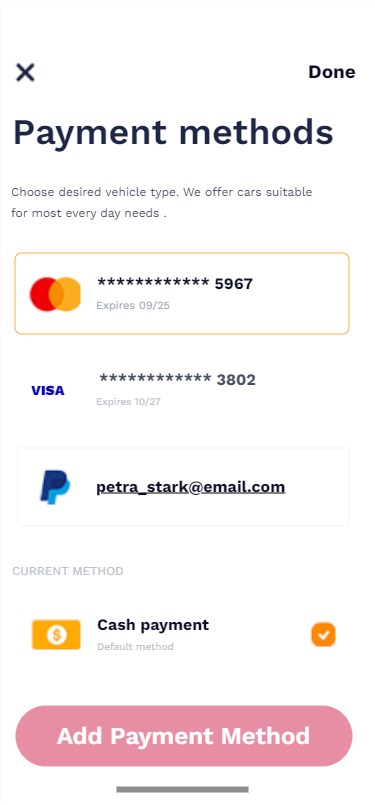 Done
Payment methods
Choose desired vehicle type. We offer cars suitable
for most every day needs .
************ 5967
Expires 09/25
VISA
************ 3802
Expires 10/27
petra_stark@email.com
CURRENT METHOD
$
Cash payment
Default method
Add Payment Method